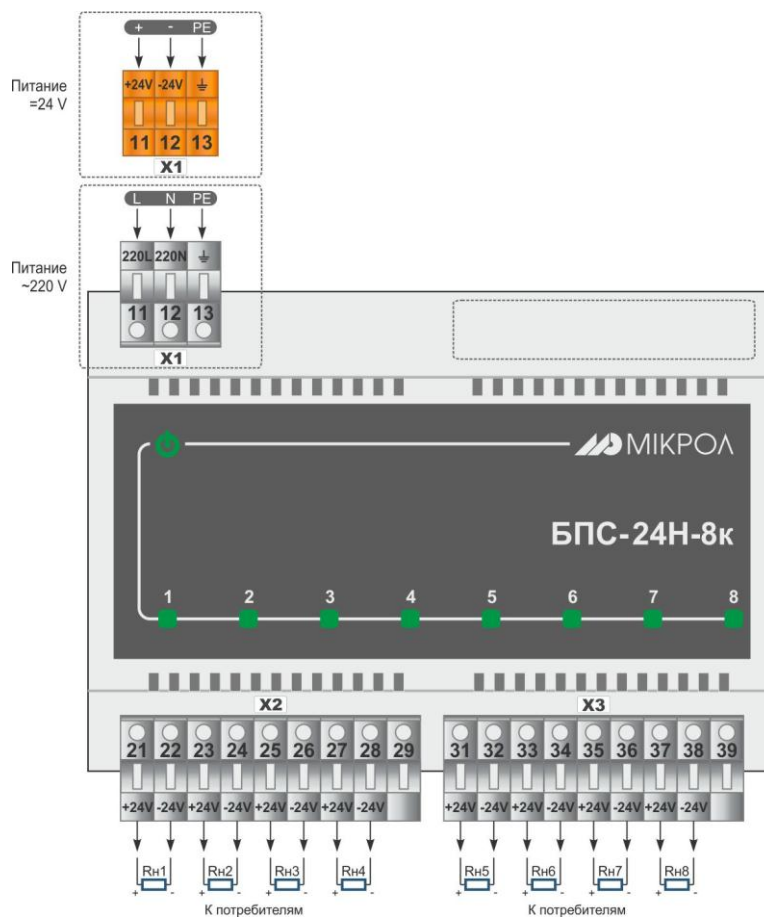 + - PE
Питание
=24 V
+24V -24V
11 12 13
X1
L N PE
Питание
~220 V
220L 220N
11 12 13
X1
МІКРОЛ
БПС-24Н-8к
1 2 3 4 5 6 7 8
X2 X3
21 22 23 24 25 26 27 28 29 31 32 33 34 35 36 37 38 39
+24V -24V +24V -24V +24V -24V +24V -24V +24V -24V +24V -24V +24V -24V +24V -24V
Rн1 Rн2 Rн3 Rн4 Rн5 Rн6 Rн7 Rн8
+ - + - + - + - + - + - + - + -
К потребителям К потребителям